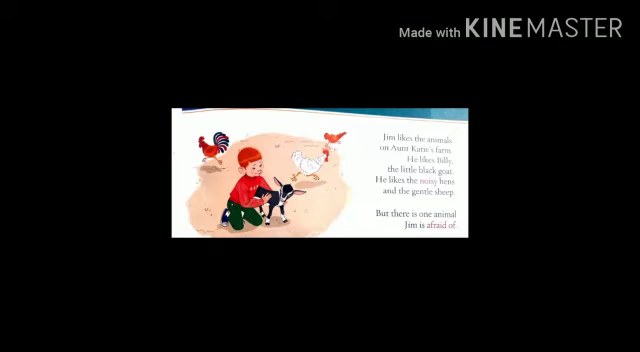 Made with KINEMASTER
Jim likes the animals
on Aunt Katie's farm.
He likes Billy,
the little black goat.
He likes the noisy hens
and the gentle sheep.
But there is one animal
Jim is afraid of.